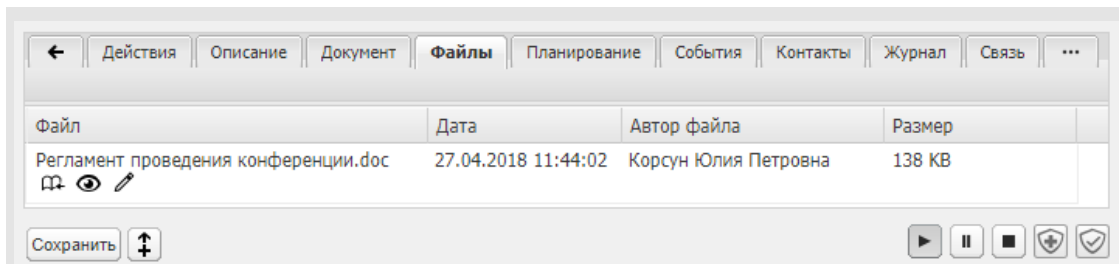 Действия Описание Документ Файлы Планирование События Контакты Журнал Связь ...
Файл Дата Автор файла Размер
Регламент проведения конференции.doc 27.04.2018 11:44:02 Корсун Юлия Петровна 138 KB
Сохранить